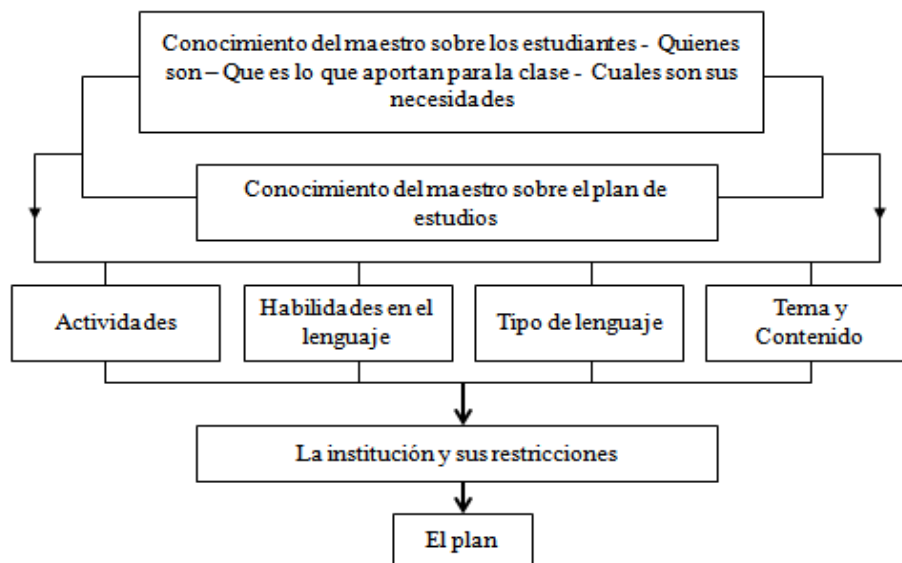 Conocimiento del maestro sobre los estudiantes - Quienes
son – Que es lo que aportan para la clase - Cuales son sus
necesidades
Conocimiento del maestro sobre el plan de
estudios
Actividades
Habilidades en el
lenguaje
Tipo de lenguaje
Tema y
Contenido
La institución y sus restricciones
El plan